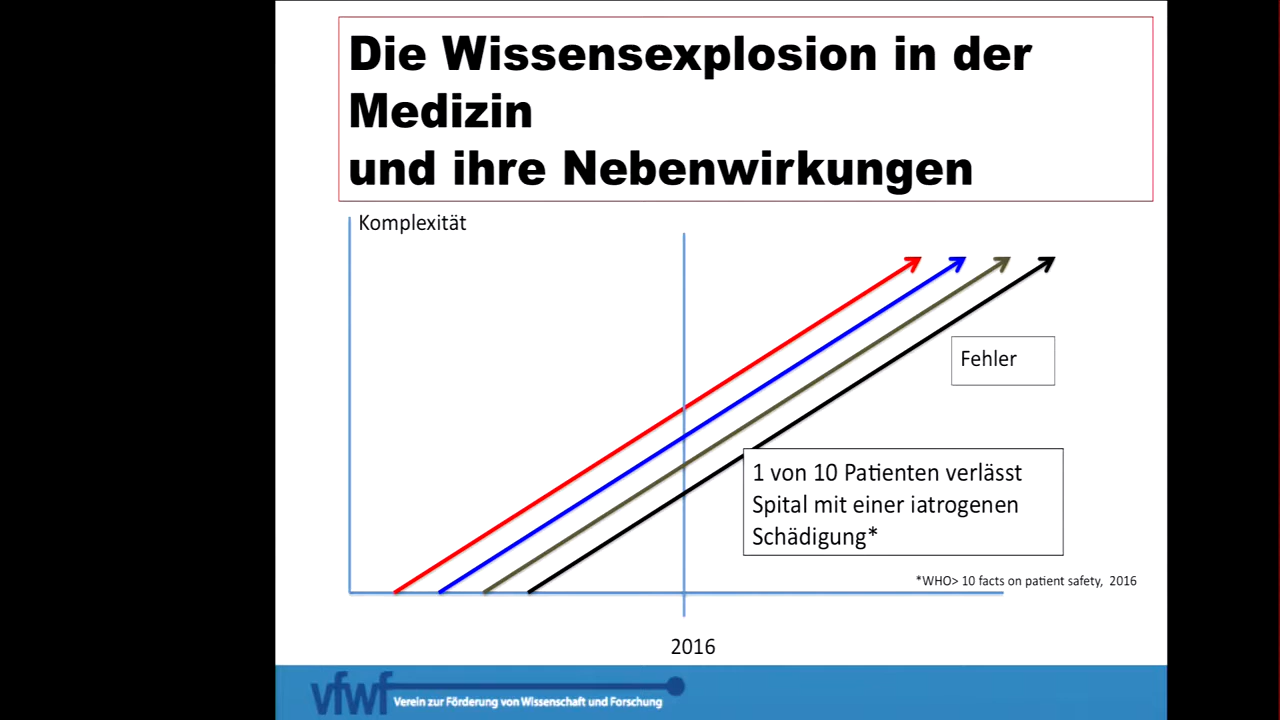 Die Wissensexplosion in der
Medizin
und ihre Nebenwirkungen
Komplexität
Fehler
1 von 10 Patienten verlässt
Spital mit einer iatrogenen
Schädigung*
*WHO> 10 facts on patient safety, 2016
2016
vfwf Verein zur Förderung von Wissenschaft und Forschung